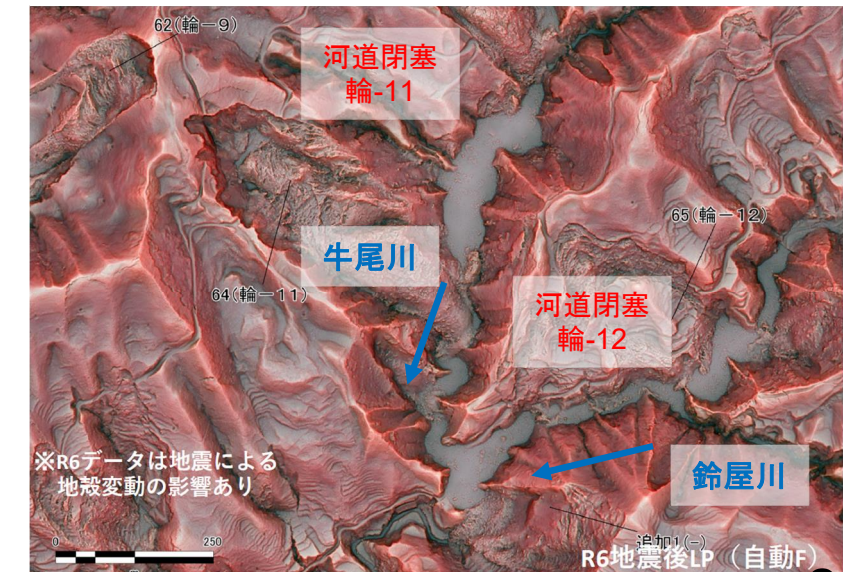 62(輪－9)
河道閉塞
輪-11
65(輪－12)
牛尾川
64(輪－11)
河道閉塞
輪-12
※R6データは地震による
地殻変動の影響あり
鈴屋川
0 250
追加1(-)
R6地震後LP（自動F）